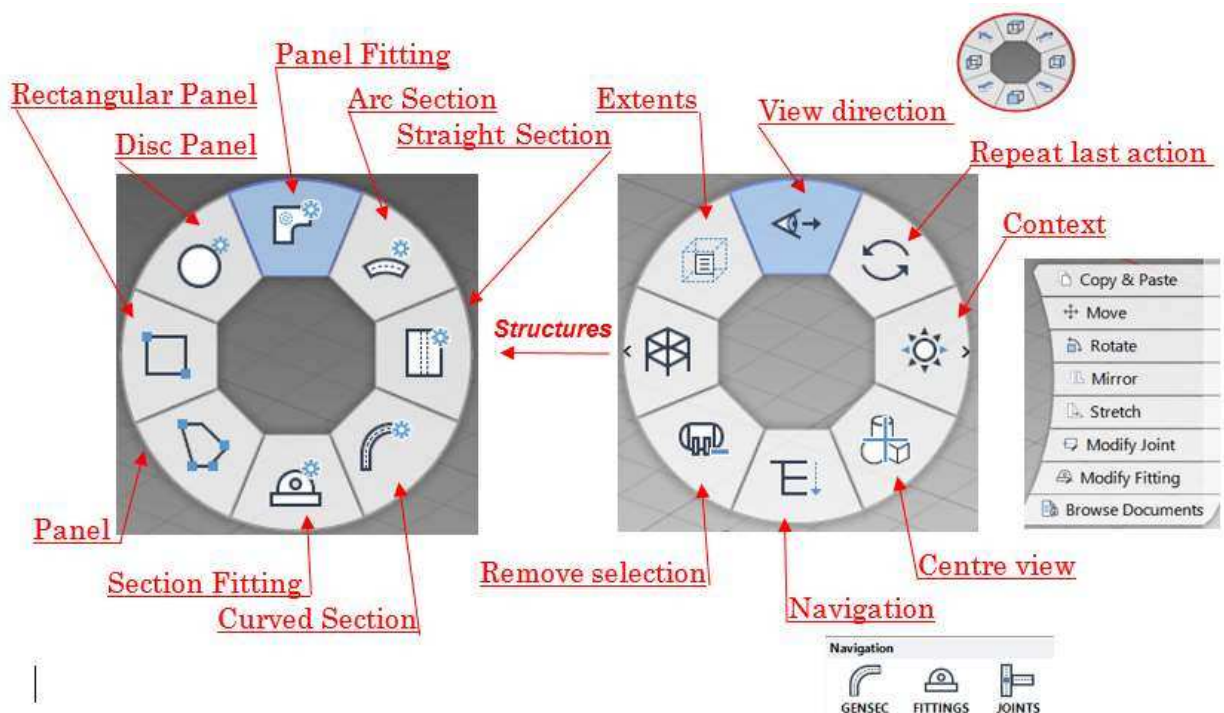 Panel Fitting
Rectangular Panel
Arc Section
Extents
View direction
Disc Panel
Straight Section
Repeat last action
Context
Structures
Copy & Paste
Move
Rotate
Mirror
Stretch
Modify Joint
Modify Fitting
Browse Documents
Panel
Section Fitting
Curved Section
Remove selection
Centre view
Navigation
Navigation
GENSEC FITTINGS JOINTS